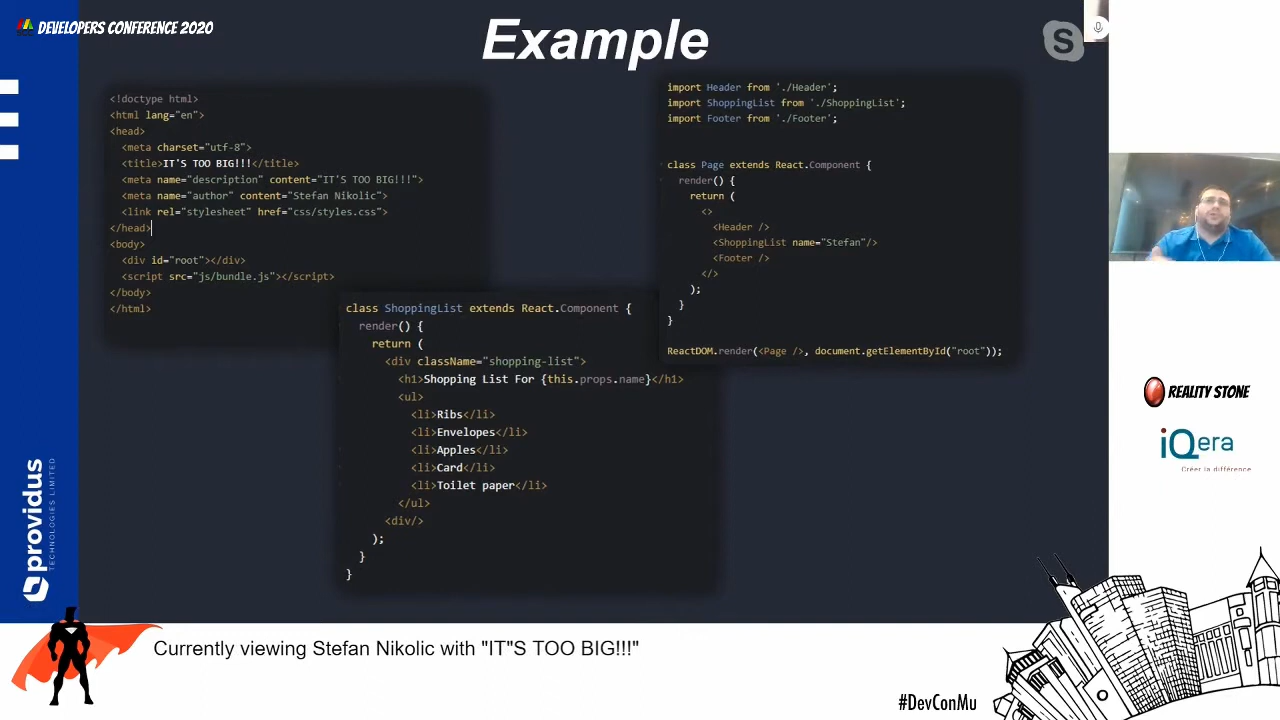 DEVELOPERS CONFERENCE 2020
Example
S
<!doctype html>
<html lang="en">
<head>
<meta charset="utf-8">
<title>IT'S TOO BIG!!!</title>
<meta name="description" content="IT'S TOO BIG!!!">
<meta name="author" content="Stefan Nikolic">
<link rel="stylesheet" href="css/styles.css">
</head>
<body>
<div id="root"></div>
<script src="js/bundle.js"></script>
</body>
</html>
class ShoppingList extends React.Component {
render() {
return (
<div className="shopping-list">
<h1>Shopping List For {this.props.name}</h1>
<ul>
<li>Ribs</li>
<li>Envelopes</li>
<li>Apples</li>
<li>Card</li>
<li>Toilet paper</li>
</ul>
<div/>
);
}
}
import Header from './Header';
import ShoppingList from './ShoppingList';
import Footer from './Footer';
class Page extends React.Component {
render() {
return (
<>
<Header />
<ShoppingList name="Stefan"/>
<Footer />
</>
);
}
}
ReactDOM.render(<Page />, document.getElementById("root"));
REALITY STONE
iQera
Créer la différence
providus
TECHNOLOGIES LIMITED
Currently viewing Stefan Nikolic with "IT"S TOO BIG!!!"
#DevConMu